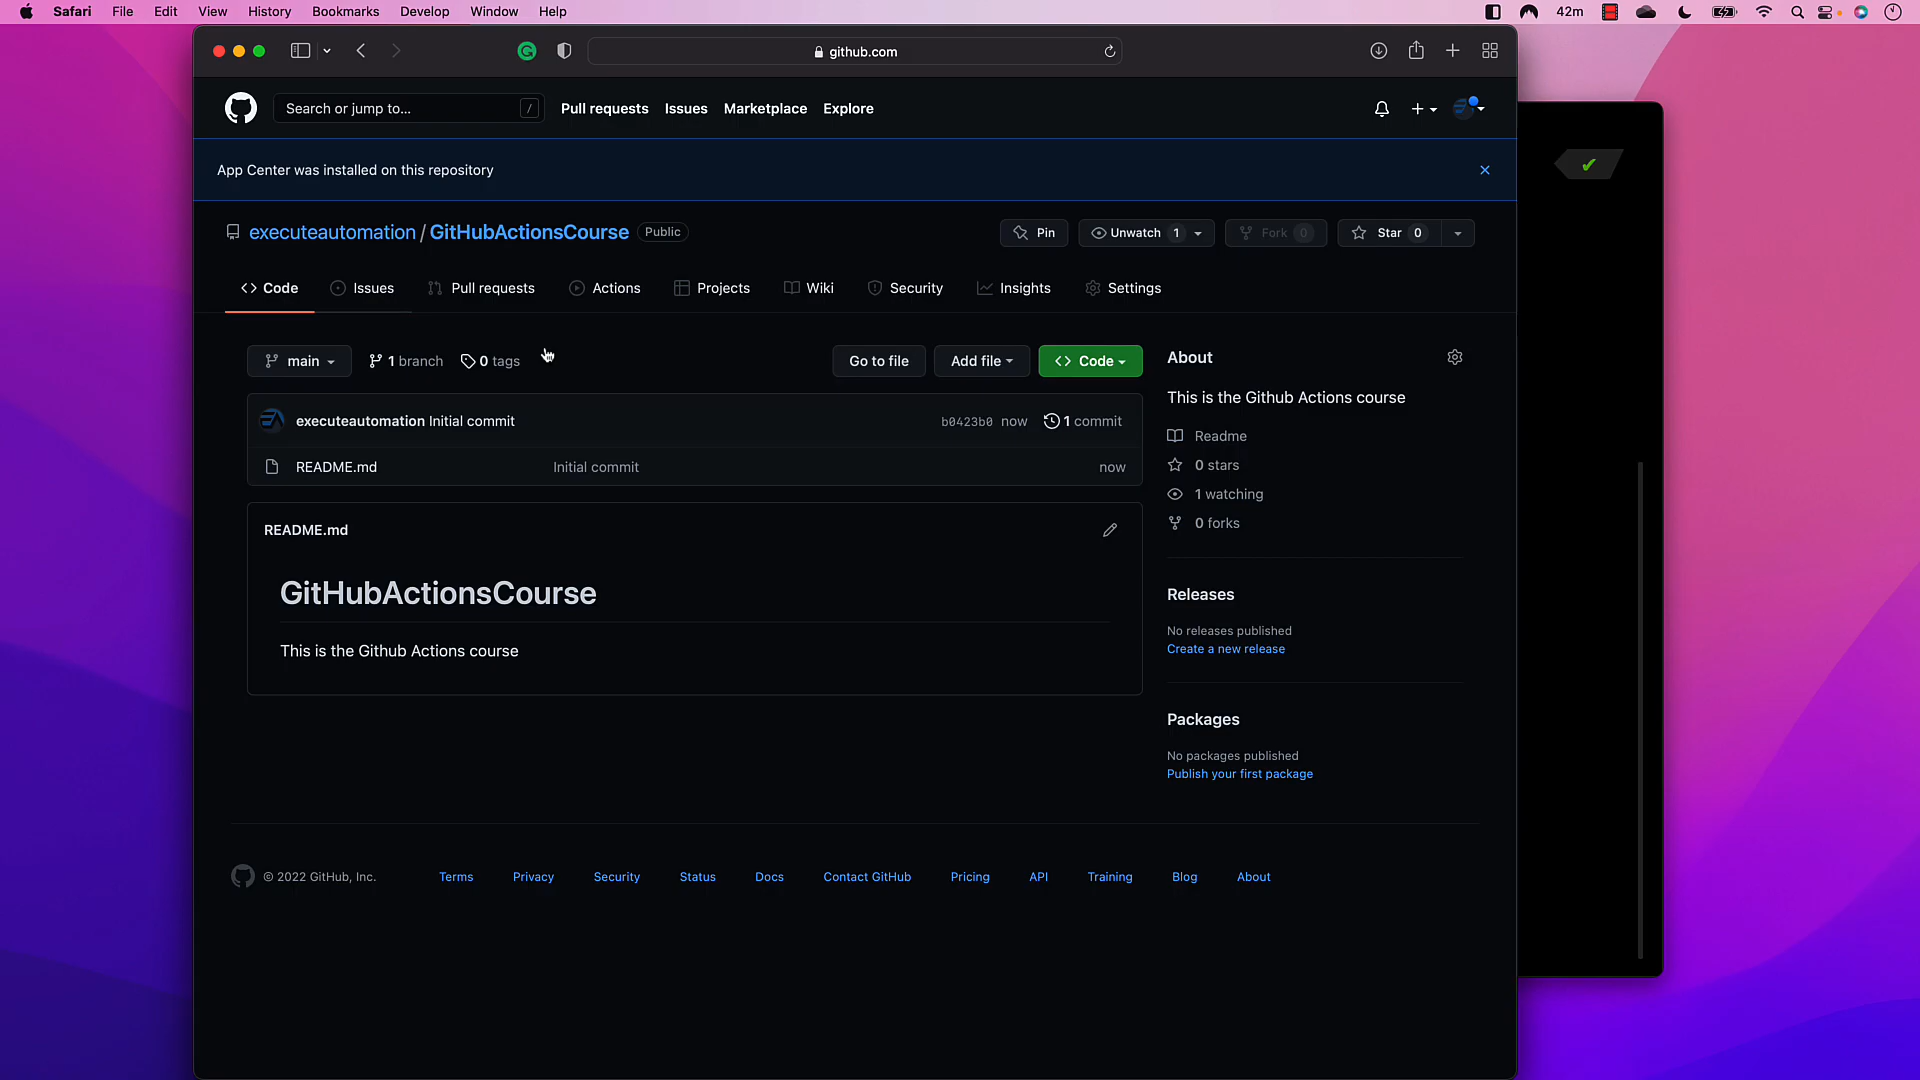 Safari File Edit View History Bookmarks Develop Window Help 42m
github.com
Search or jump to... / Pull requests Issues Marketplace Explore
App Center was installed on this repository
executeautomation / GitHubActionsCourse Public Pin Unwatch 1 Fork 0 Star 0
Code Issues Pull requests Actions Projects Wiki Security Insights Settings
main 1 branch 0 tags Go to file Add file Code
executeautomation Initial commit b0423b0 now 1 commit
README.md Initial commit now
README.md
GitHubActionsCourse
This is the Github Actions course
About
This is the Github Actions course
Readme
0 stars
1 watching
0 forks
Releases
No releases published
Create a new release
Packages
No packages published
Publish your first package
© 2022 GitHub, Inc. Terms Privacy Security Status Docs Contact GitHub Pricing API Training Blog About